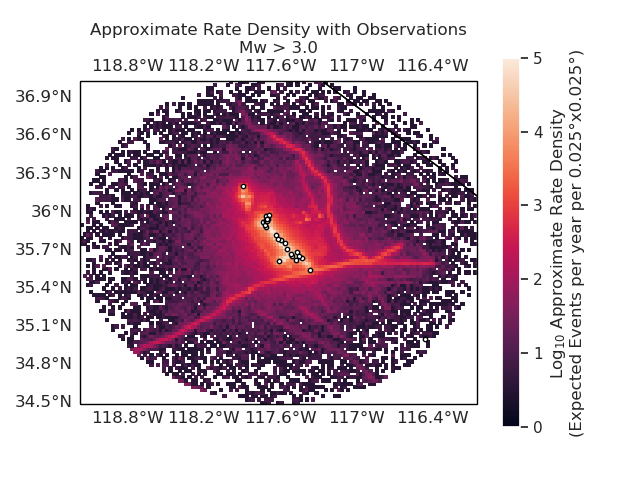 Approximate Rate Density with Observations
Mw > 3.0
118.8°W 118.2°W 117.6°W 117°W 116.4°W
36.9°N
36.6°N
36.3°N
36°N
35.7°N
35.4°N
35.1°N
34.8°N
34.5°N
118.8°W 118.2°W 117.6°W 117°W 116.4°W
5
4
3
2
1
0
Log₁₀ Approximate Rate Density
(Expected Events per year per 0.025°x0.025°)